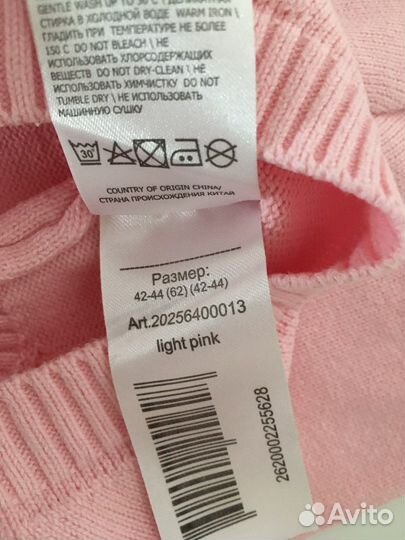 GENTLE WASH UP TO 30 C
СТИРКА В ХОЛОДНОЙ ВОДЕ WARM IRON \
ГЛАДИТЬ ПРИ ТЕМПЕРАТУРЕ НЕ БОЛЕЕ
150 C DO NOT BLEACH \ НЕ
ИСПОЛЬЗОВАТЬ ХЛОРСОДЕРЖАЩИХ
ВЕЩЕСТВ DO NOT DRY-CLEAN \ НЕ
ИСПОЛЬЗОВАТЬ ХИМЧИСТКУ DO NOT
TUMBLE DRY \ НЕ ИСПОЛЬЗОВАТЬ
МАШИННУЮ СУШКУ
30°
COUNTRY OF ORIGIN CHINA/
СТРАНА ПРОИСХОЖДЕНИЯ КИТАЙ
Размер:
42-44 (62) (42-44)
Art.20256400013
light pink
2620002255628
Avito